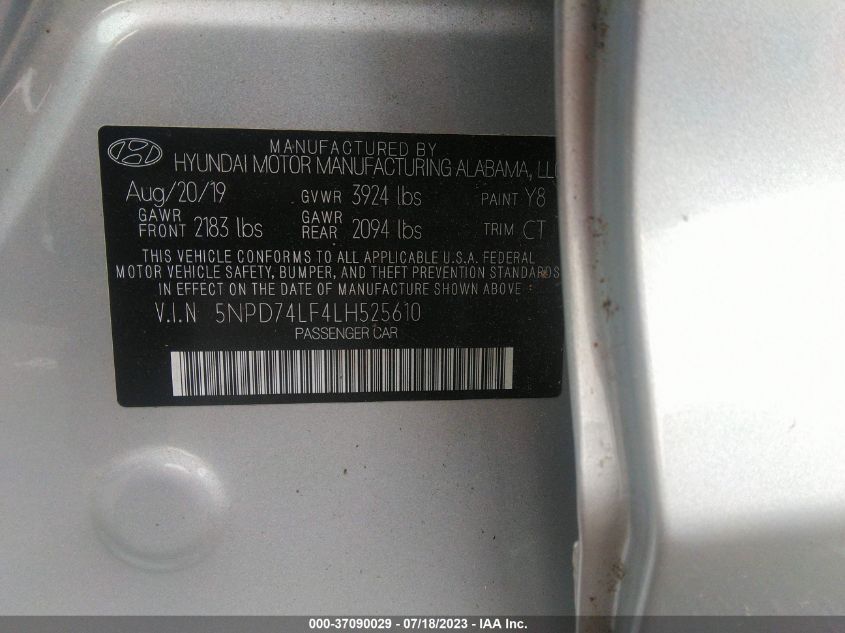 MANUFACTURED BY
HYUNDAI MOTOR MANUFACTURING ALABAMA, LLC
Aug/20/19 GVWR 3924 lbs PAINT Y8
GAWR FRONT 2183 lbs GAWR REAR 2094 lbs TRIM CT
THIS VEHICLE CONFORMS TO ALL APPLICABLE U.S.A. FEDERAL
MOTOR VEHICLE SAFETY, BUMPER, AND THEFT PREVENTION STANDARDS
IN EFFECT ON THE DATE OF MANUFACTURE SHOWN ABOVE
V.I.N 5NPD74LF4LH525610
PASSENGER CAR
000-37090029 - 07/18/2023 - IAA Inc.